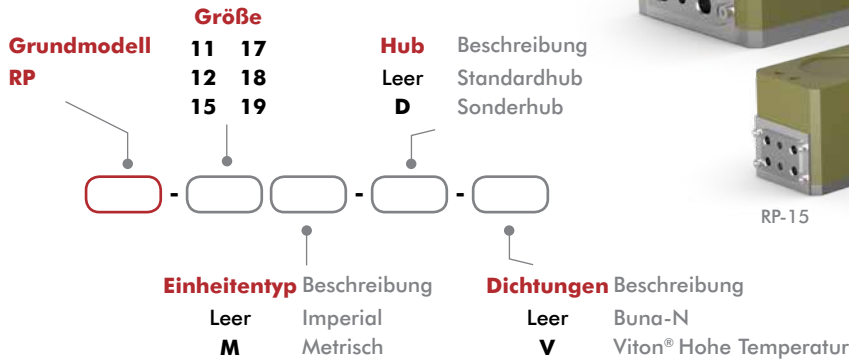 Größe
Grundmodell 11 17 Hub Beschreibung
RP 12 18 Leer Standardhub
15 19 D Sonderhub
- - -
RP-15
Einheitentyp Beschreibung Dichtungen Beschreibung
Leer Imperial Leer Buna-N
M Metrisch V Viton® Hohe Temperatur